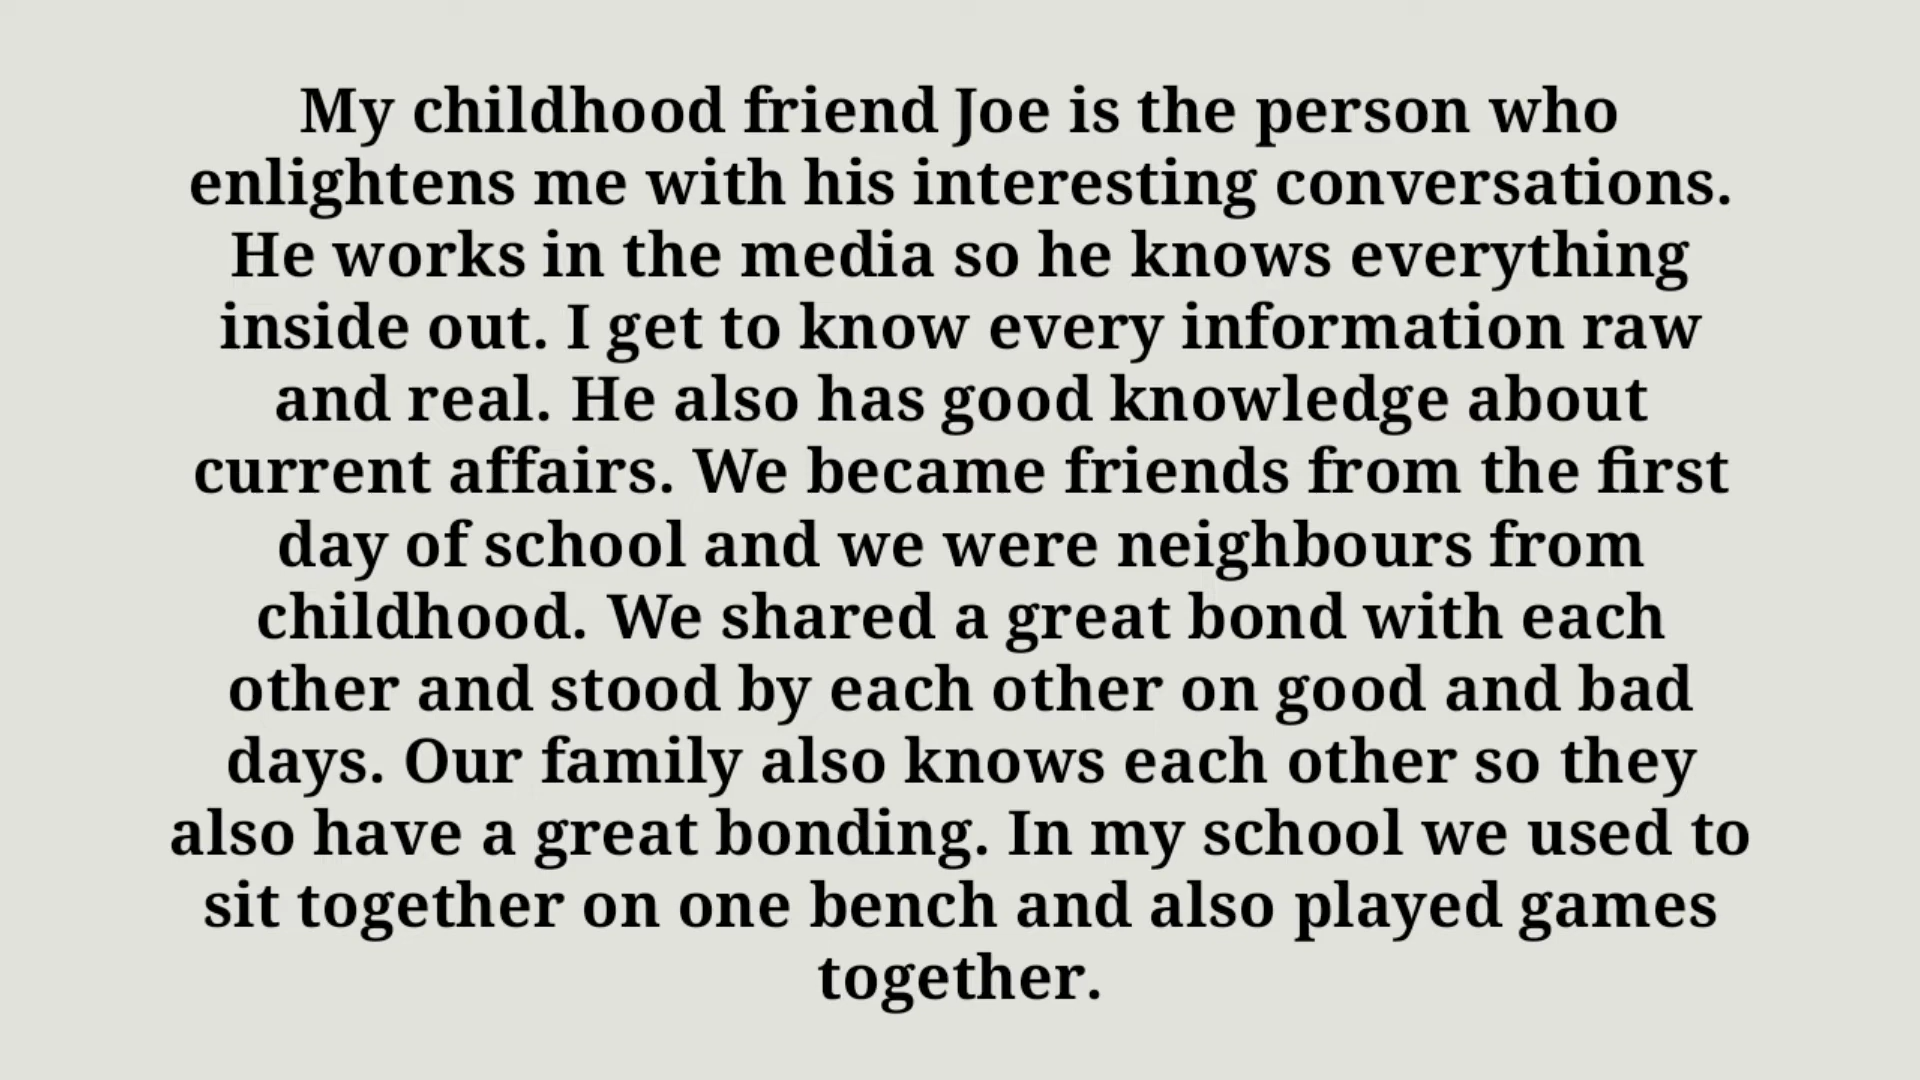 My childhood friend Joe is the person who
enlightens me with his interesting conversations.
He works in the media so he knows everything
inside out. I get to know every information raw
and real. He also has good knowledge about
current affairs. We became friends from the first
day of school and we were neighbours from
childhood. We shared a great bond with each
other and stood by each other on good and bad
days. Our family also knows each other so they
also have a great bonding. In my school we used to
sit together on one bench and also played games
together.